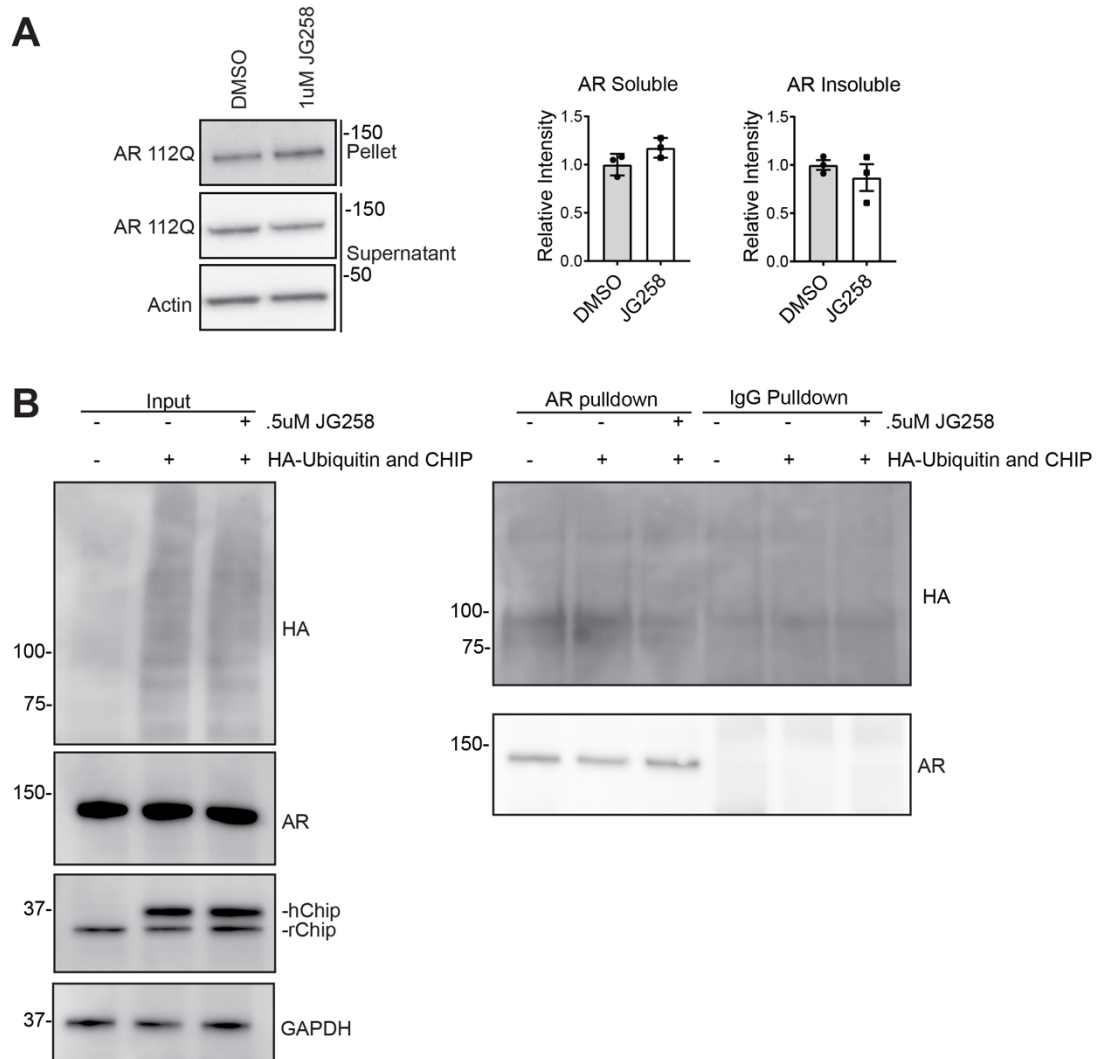 A
DMSO
1uM JG258
AR 112Q
-150
Pellet
AR 112Q
-150
Supernatant
-50
Actin
AR Soluble
Relative Intensity
1.5
1.0
0.5
0.0
DMSO
JG258
AR Insoluble
Relative Intensity
1.5
1.0
0.5
0.0
DMSO
JG258
B
Input
- - + .5uM JG258
- + + HA-Ubiquitin and CHIP
HA
100-
75-
150-
AR
37-
-hChip
-rChip
37-
GAPDH
AR pulldown IgG Pulldown
- - + - - + .5uM JG258
- + + - + + HA-Ubiquitin and CHIP
100-
HA
75-
150-
AR